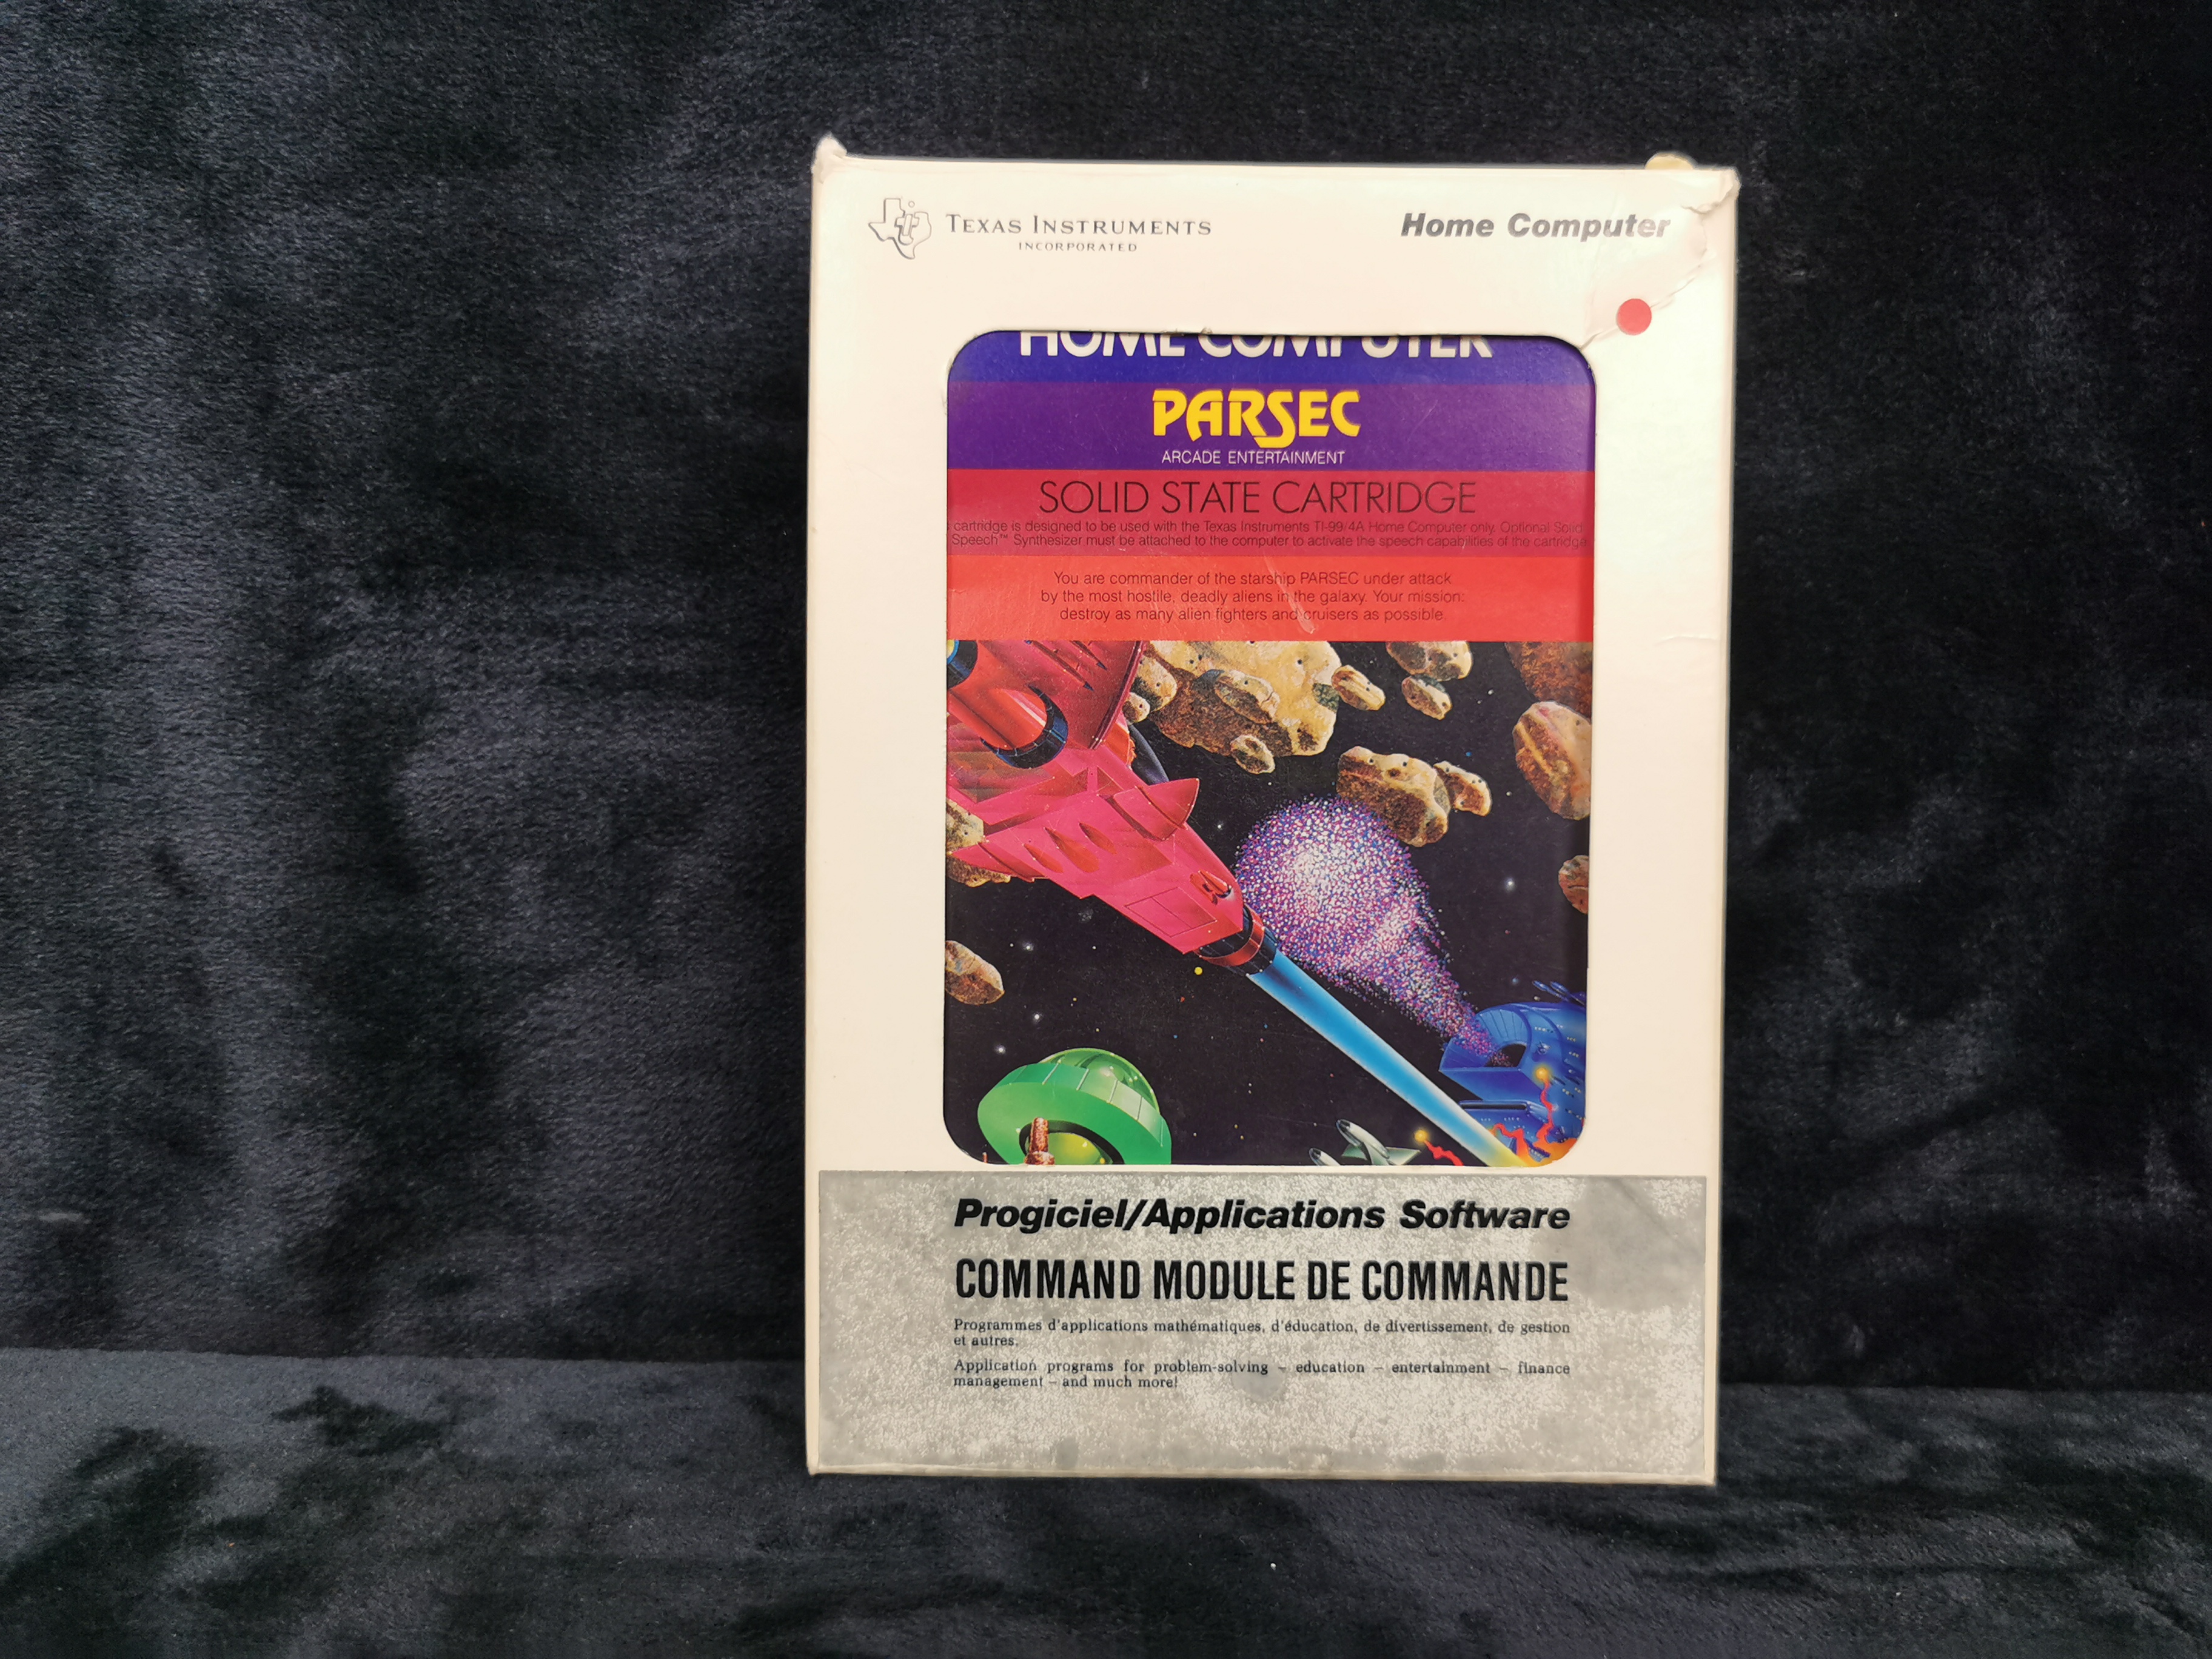 TEXAS INSTRUMENTS
INCORPORATED
Home Computer
HOME COMPUTER
PARSEC
ARCADE ENTERTAINMENT
SOLID STATE CARTRIDGE
cartridge is designed to be used with the Texas Instruments TI-99/4A Home Computer only. Optional Solid
Speech™ Synthesizer must be attached to the computer to activate the speech capabilities of the cartridge
You are commander of the starship PARSEC under attack
by the most hostile, deadly aliens in the galaxy. Your mission:
destroy as many alien fighters and cruisers as possible.
Progiciel/Applications Software
COMMAND MODULE DE COMMANDE
Programmes d'applications mathématiques, d'éducation, de divertissement, de gestion
et autres.
Application programs for problem-solving – education – entertainment – finance
management – and much more!